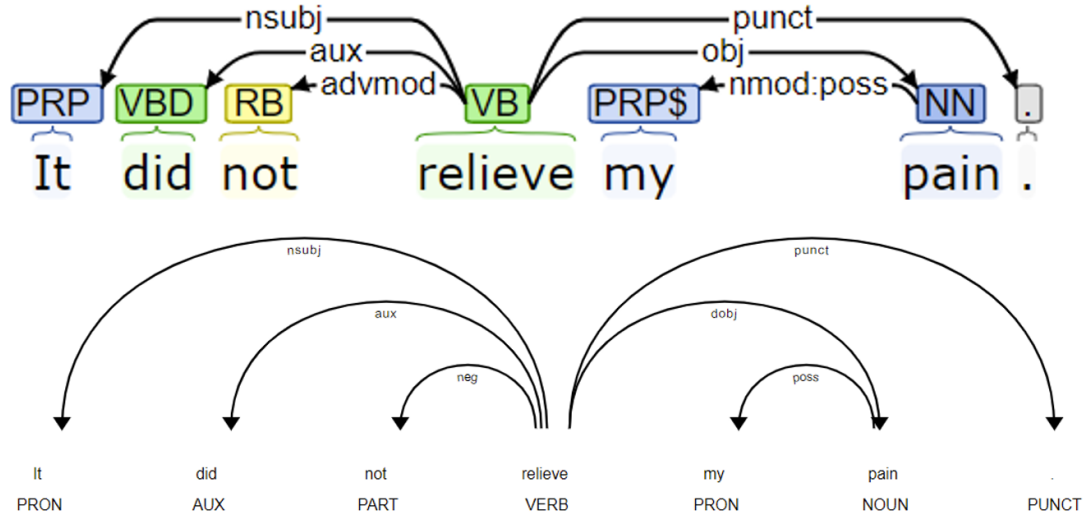 nsubj punct
aux obj
advmod nmod:poss
PRP VBD RB VB PRP$ NN .
It did not relieve my pain .
nsubj punct
aux dobj
neg poss
It did not relieve my pain .
PRON AUX PART VERB PRON NOUN PUNCT